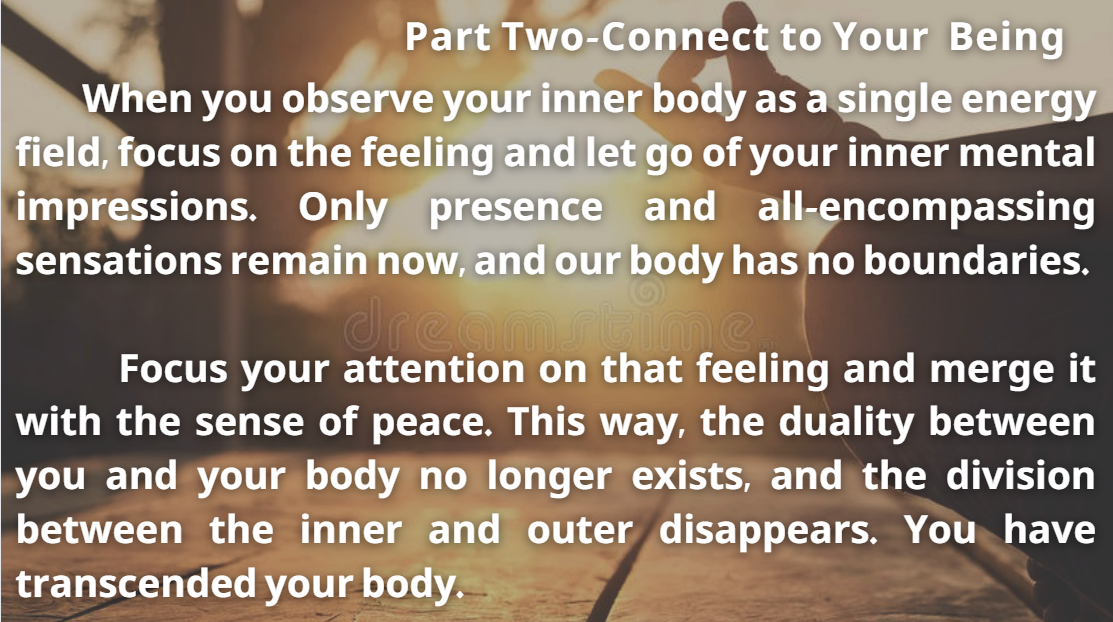 Part Two-Connect to Your Being
When you observe your inner body as a single energy
field, focus on the feeling and let go of your inner mental
impressions. Only presence and all-encompassing
sensations remain now, and our body has no boundaries.
dreamstime.
Focus your attention on that feeling and merge it
with the sense of peace. This way, the duality between
you and your body no longer exists, and the division
between the inner and outer disappears. You have
transcended your body.